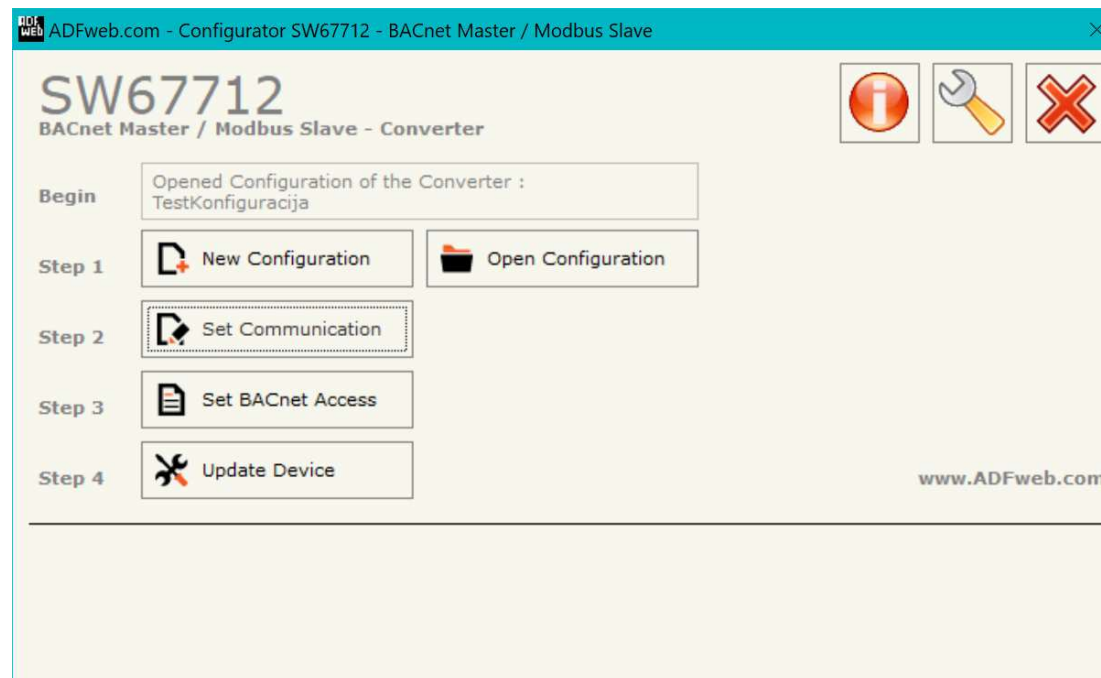 ADF WEB ADFweb.com - Configurator SW67712 - BACnet Master / Modbus Slave
SW67712
BACnet Master / Modbus Slave - Converter
Begin
Opened Configuration of the Converter :
TestKonfiguracija
Step 1 New Configuration Open Configuration
Step 2 Set Communication
Step 3 Set BACnet Access
Step 4 Update Device www.ADFweb.com